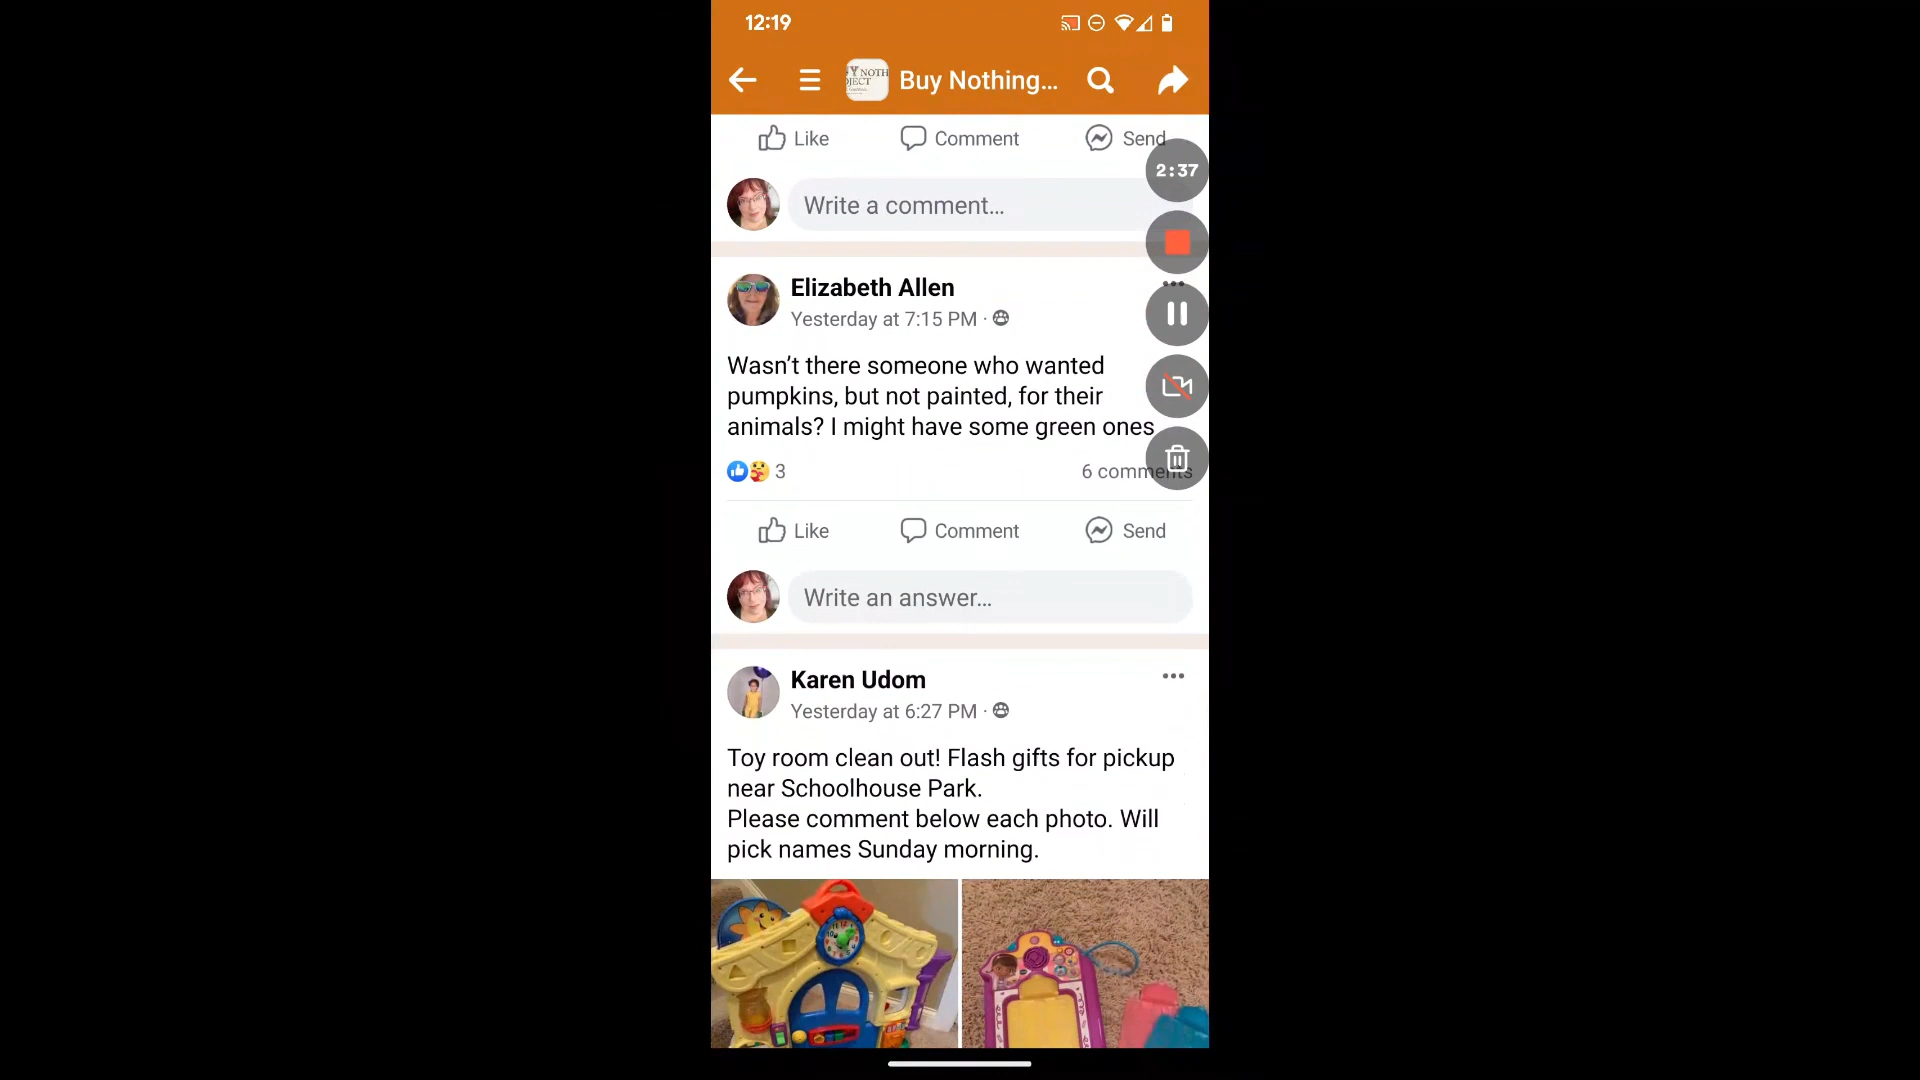 12:19
Y NOTH
JECT
Buy Nothing...
Like
Comment
Send
2:37
Write a comment...
Elizabeth Allen
Yesterday at 7:15 PM ·
Wasn't there someone who wanted
pumpkins, but not painted, for their
animals? I might have some green ones
3
6 comments
Like
Comment
Send
Write an answer...
Karen Udom
Yesterday at 6:27 PM ·
Toy room clean out! Flash gifts for pickup
near Schoolhouse Park.
Please comment below each photo. Will
pick names Sunday morning.